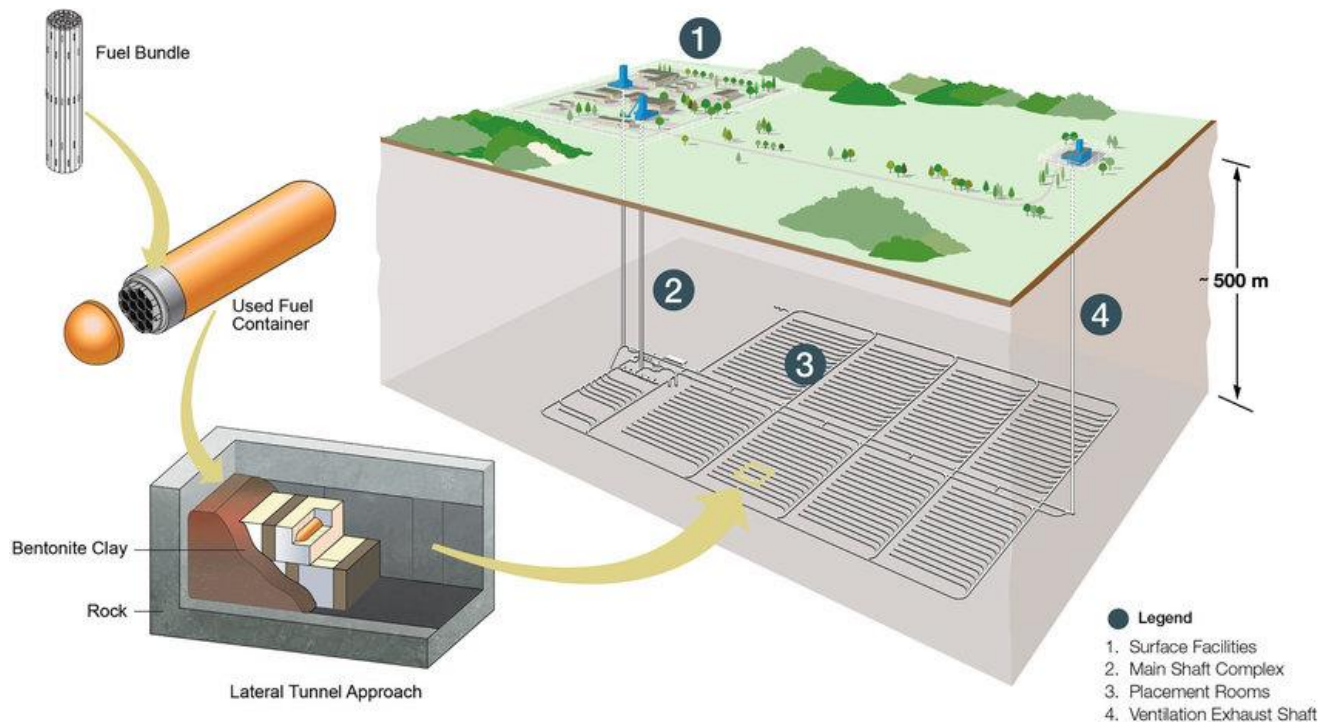 Fuel Bundle
Used Fuel
Container
Bentonite Clay
Rock
Lateral Tunnel Approach
1
2
3
4
~ 500 m
Legend
1. Surface Facilities
2. Main Shaft Complex
3. Placement Rooms
4. Ventilation Exhaust Shaft